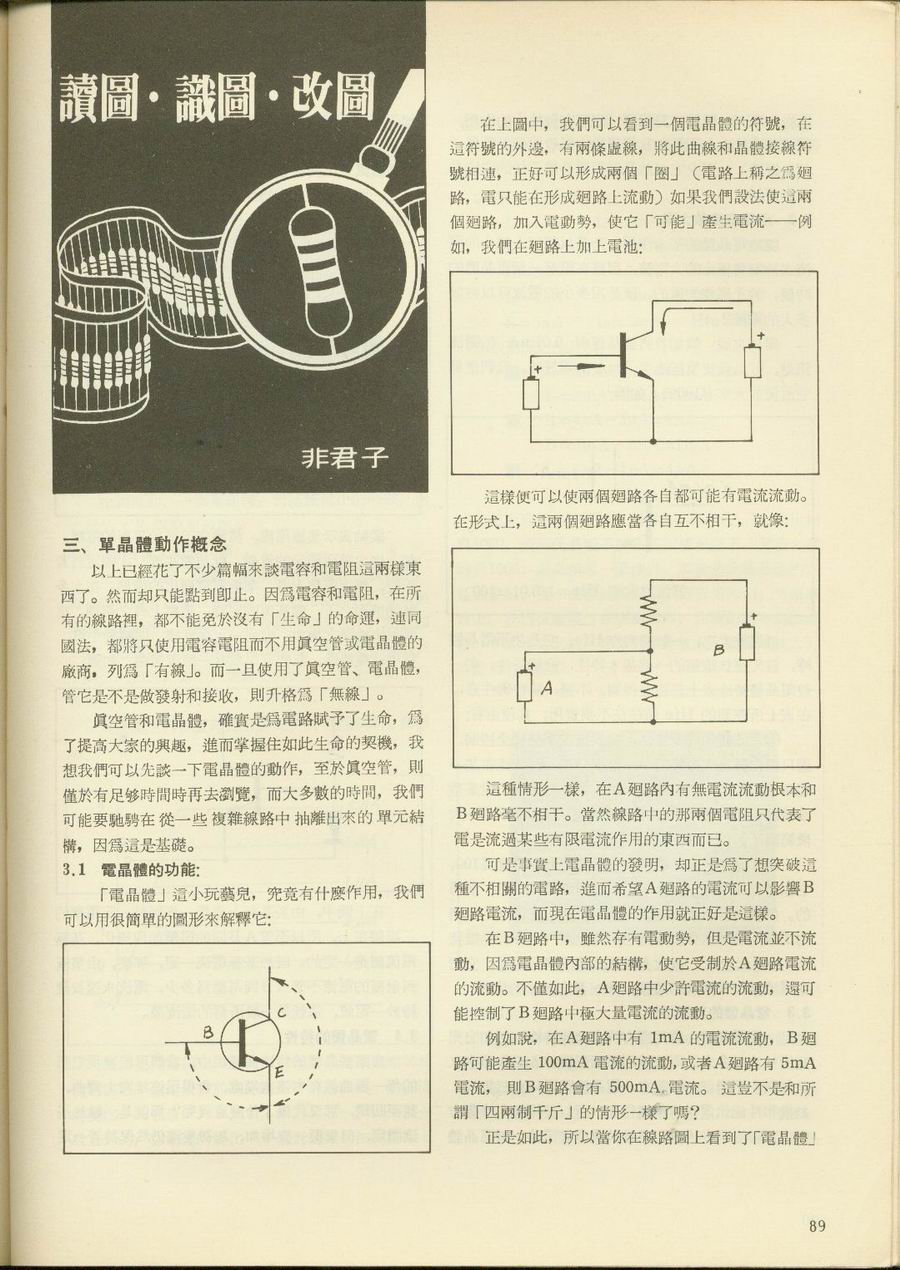 讀圖·識圖·改圖
非君子
三、單晶體動作概念
以上已經花了不少篇幅來談電容和電阻這兩樣東
西了。然而却只能點到卽止。因爲電容和電阻，在所
有的線路裡，都不能免於沒有「生命」的命運，連同
國法，都將只使用電容電阻而不用眞空管或電晶體的
廠商，列爲「有線」。而一旦使用了眞空管、電晶體，
管它是不是做發射和接收，則升格爲「無線」。
眞空管和電晶體，確實是爲電路賦予了生命，爲
了提高大家的興趣，進而掌握住如此生命的契機，我
想我們可以先談一下電晶體的動作，至於眞空管，則
僅於有足够時間時再去瀏覽，而大多數的時間，我們
可能要馳騁在從一些複雜線路中抽離出來的單元結
構，因爲這是基礎。
3.1 電晶體的功能:
「電晶體」這小玩藝兒，究竟有什麼作用，我們
可以用很簡單的圖形來解釋它:
B
C
E
在上圖中，我們可以看到一個電晶體的符號，在
這符號的外邊，有兩條虛線，將此曲線和晶體接線符
號相連，正好可以形成兩個「圈」（電路上稱之爲廻
路，電只能在形成廻路上流動）如果我們設法使這兩
個廻路，加入電動勢，使它「可能」產生電流——例
如，我們在廻路上加上電池:
+
+
這樣便可以使兩個廻路各自都可能有電流流動。
在形式上，這兩個廻路應當各自互不相干，就像:
+
B
+
A
這種情形一樣，在A廻路內有無電流流動根本和
B廻路毫不相干。當然線路中的那兩個電阻只代表了
電是流過某些有限電流作用的東西而已。
可是事實上電晶體的發明，却正是爲了想突破這
種不相關的電路，進而希望A廻路的電流可以影響B
廻路電流，而現在電晶體的作用就正好是這樣。
在B廻路中，雖然存有電動勢，但是電流並不流
動，因爲電晶體內部的結構，使它受制於A廻路電流
的流動。不僅如此，A廻路中少許電流的流動，還可
能控制了B廻路中極大量電流的流動。
例如說，在A廻路中有1mA的電流流動，B廻
路可能產生100mA電流的流動,或者A廻路有5mA
電流，則B廻路會有500mA.電流。這豈不是和所
謂「四兩制千斤」的情形一樣了嗎?
正是如此，所以當你在線路圖上看到了「電晶體」
89